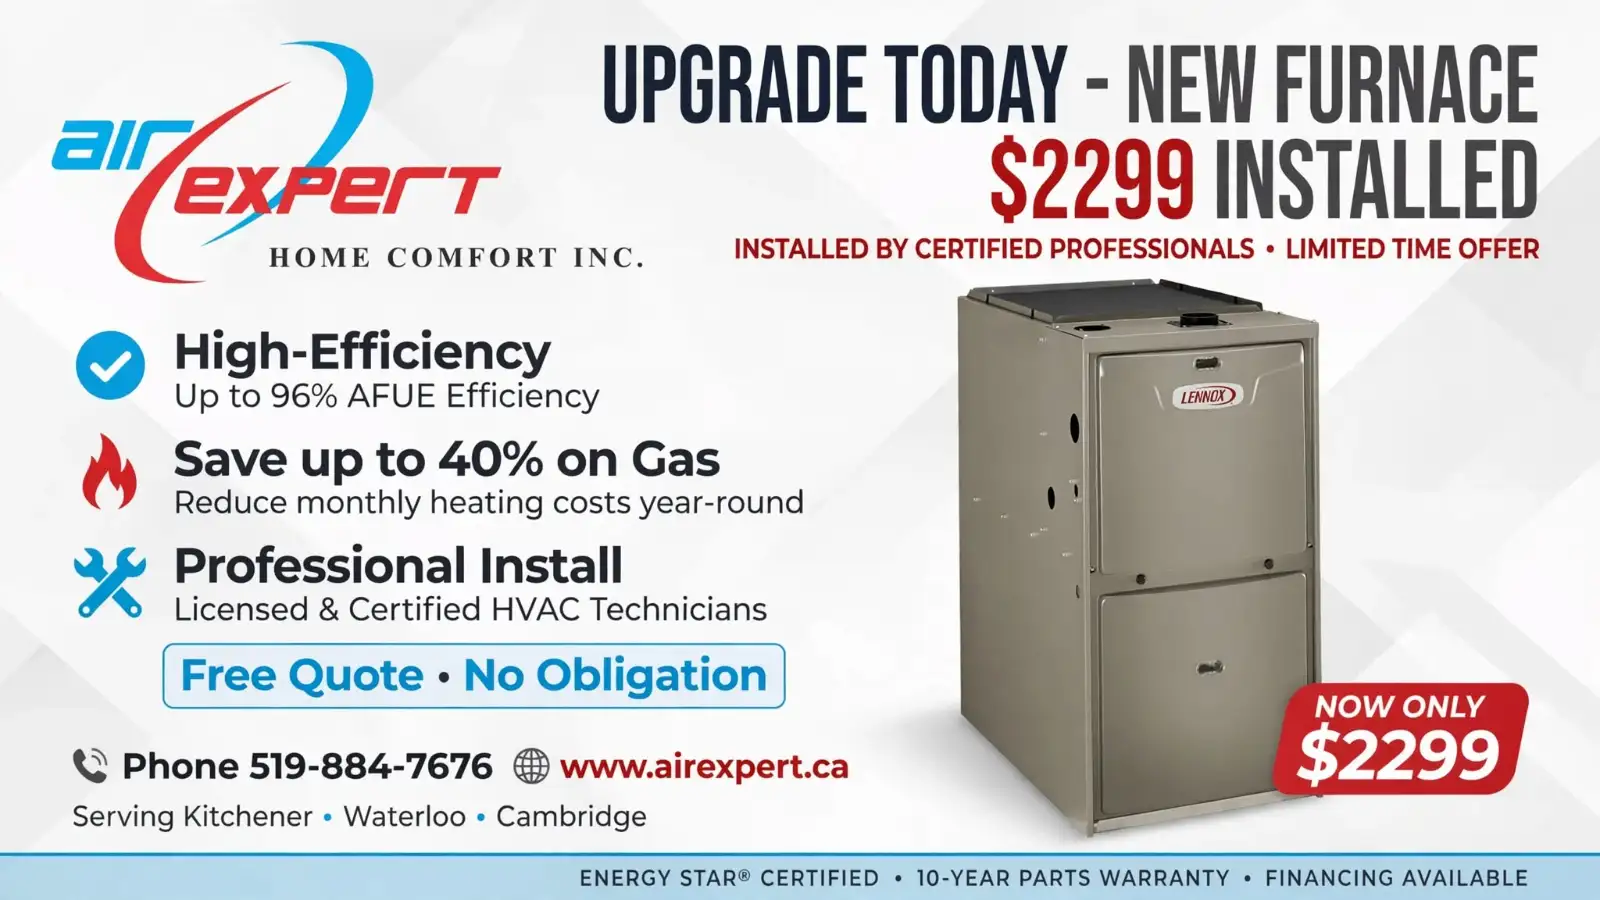 air expert
HOME COMFORT INC.
UPGRADE TODAY - NEW FURNACE
$2299 INSTALLED
INSTALLED BY CERTIFIED PROFESSIONALS • LIMITED TIME OFFER
High-Efficiency
Up to 96% AFUE Efficiency
Save up to 40% on Gas
Reduce monthly heating costs year-round
Professional Install
Licensed & Certified HVAC Technicians
Free Quote • No Obligation
Phone 519-884-7676 www.airexpert.ca
Serving Kitchener • Waterloo • Cambridge
LENNOX
NOW ONLY
$2299
ENERGY STAR® CERTIFIED • 10-YEAR PARTS WARRANTY • FINANCING AVAILABLE